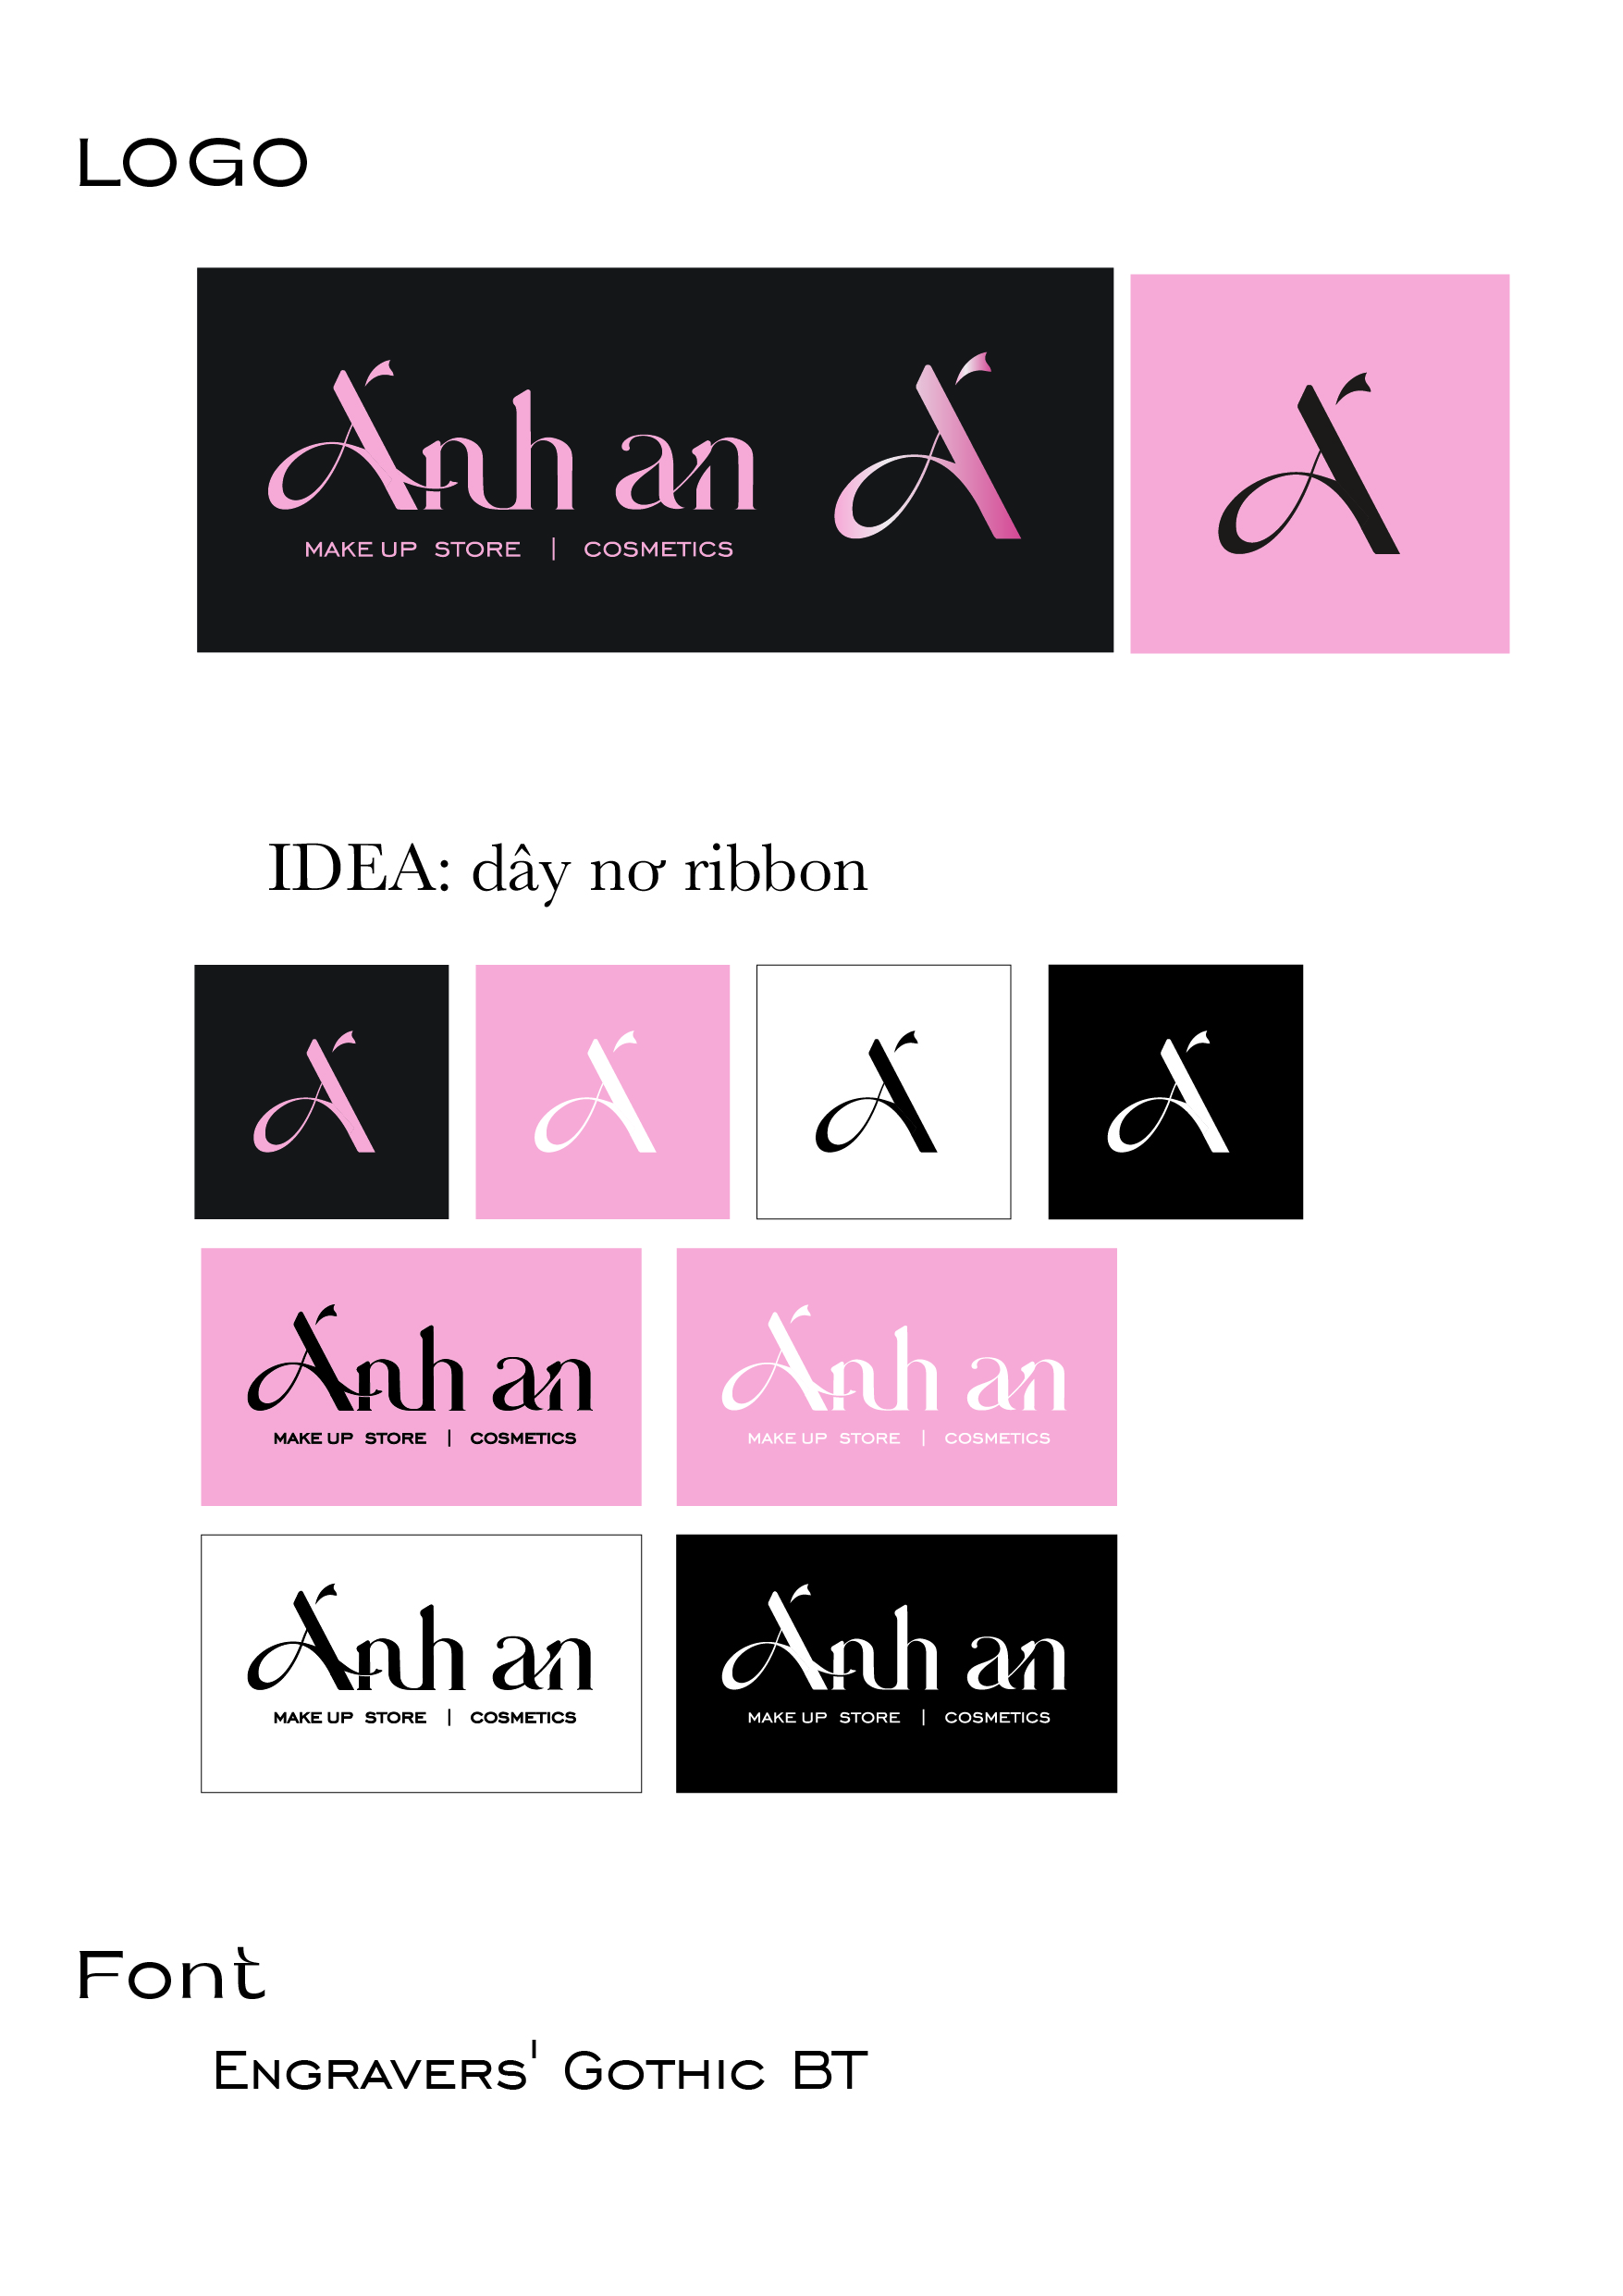 LOGO
Ánh an
MAKE UP STORE | COSMETICS
Á
Á
IDEA: dây nơ ribbon
Á
Á
Á
Á
Ánh an
MAKE UP STORE | COSMETICS
Ánh an
MAKE UP STORE | COSMETICS
Ánh an
MAKE UP STORE | COSMETICS
Ánh an
MAKE UP STORE | COSMETICS
Font
ENGRAVERS' GOTHIC BT